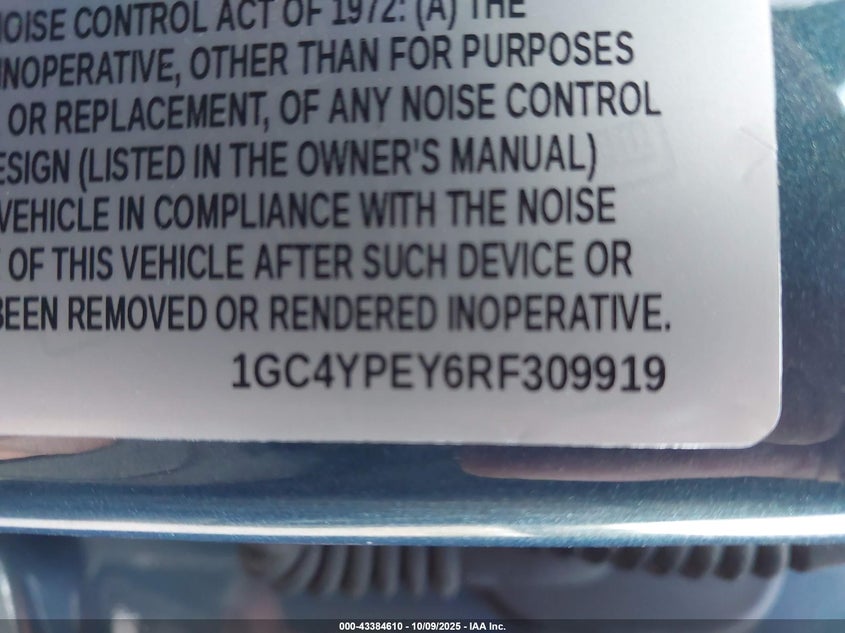 NOISE CONTROL ACT OF 1972: (A) THE
INOPERATIVE, OTHER THAN FOR PURPOSES
OR REPLACEMENT, OF ANY NOISE CONTROL
ESIGN (LISTED IN THE OWNER'S MANUAL)
VEHICLE IN COMPLIANCE WITH THE NOISE
OF THIS VEHICLE AFTER SUCH DEVICE OR
BEEN REMOVED OR RENDERED INOPERATIVE.
1GC4YPEY6RF309919
000-43384610 - 10/09/2025 - IAA Inc.